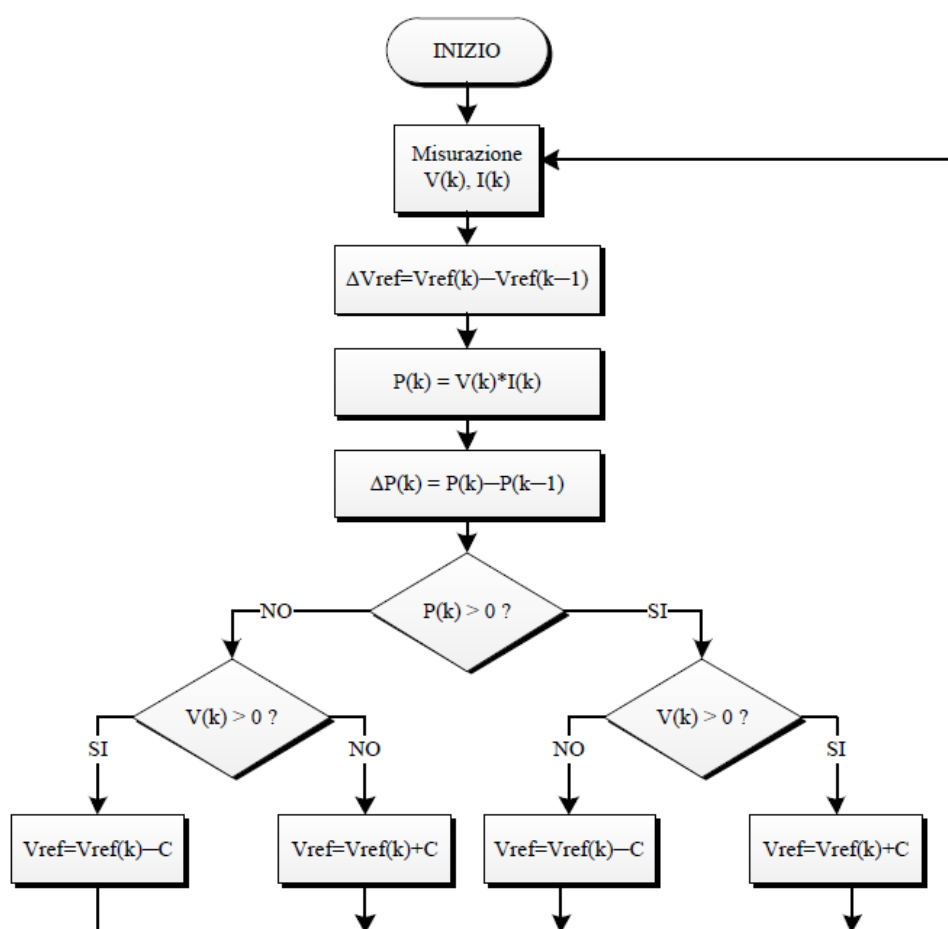 INIZIO
Misurazione
V(k), I(k)
ΔVref=Vref(k)—Vref(k—1)
P(k) = V(k)*I(k)
ΔP(k) = P(k)—P(k—1)
P(k) > 0 ?
NO
SI
V(k) > 0 ?
V(k) > 0 ?
SI
NO
NO
SI
Vref=Vref(k)—C
Vref=Vref(k)+C
Vref=Vref(k)—C
Vref=Vref(k)+C